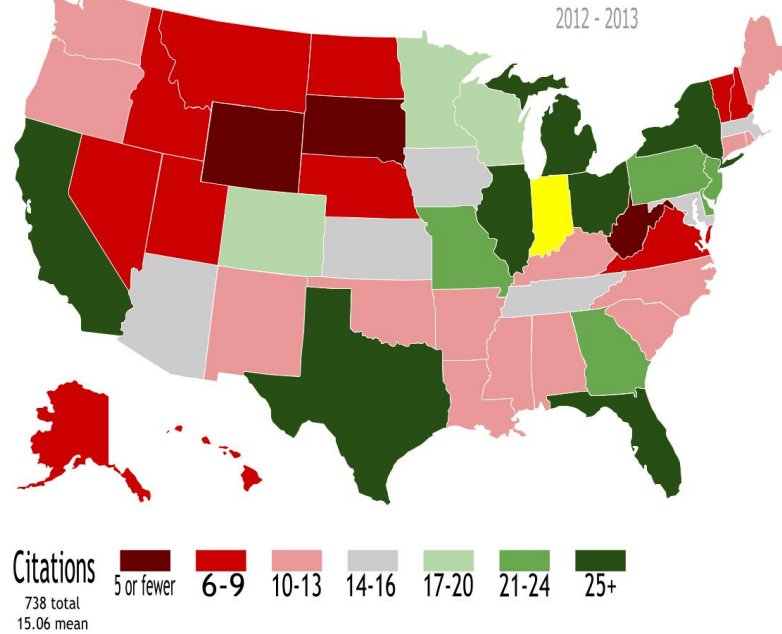 2012 - 2013
Citations
738 total
15.06 mean
5 or fewer
6-9
10-13
14-16
17-20
21-24
25+